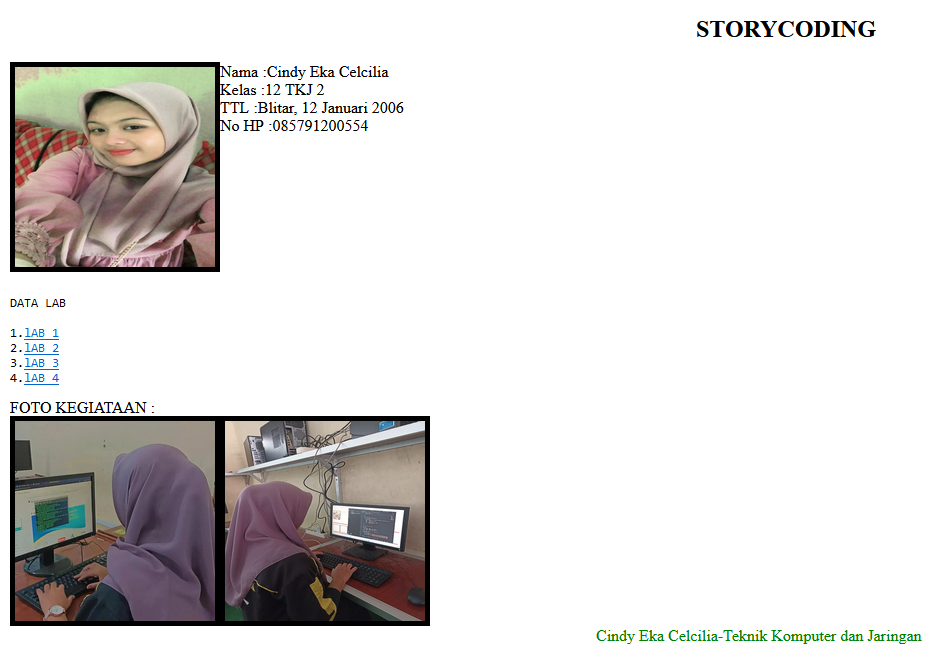 STORYCODING
Nama :Cindy Eka Celcilia
Kelas :12 TKJ 2
TTL :Blitar, 12 Januari 2006
No HP :085791200554
DATA LAB
1.lAB 1
2.lAB 2
3.lAB 3
4.lAB 4
FOTO KEGIATAAN :
Cindy Eka Celcilia-Teknik Komputer dan Jaringan